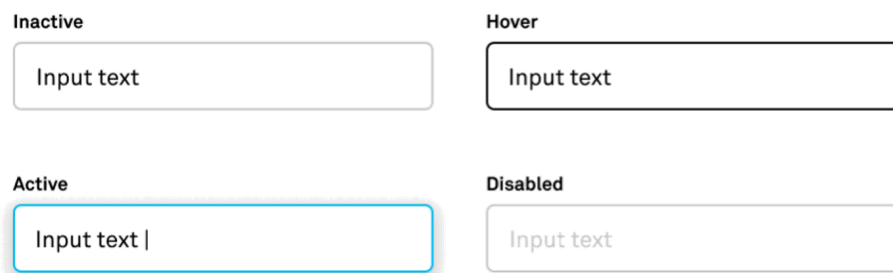 Inactive
Input text
Hover
Input text
Active
Input text
Disabled
Input text